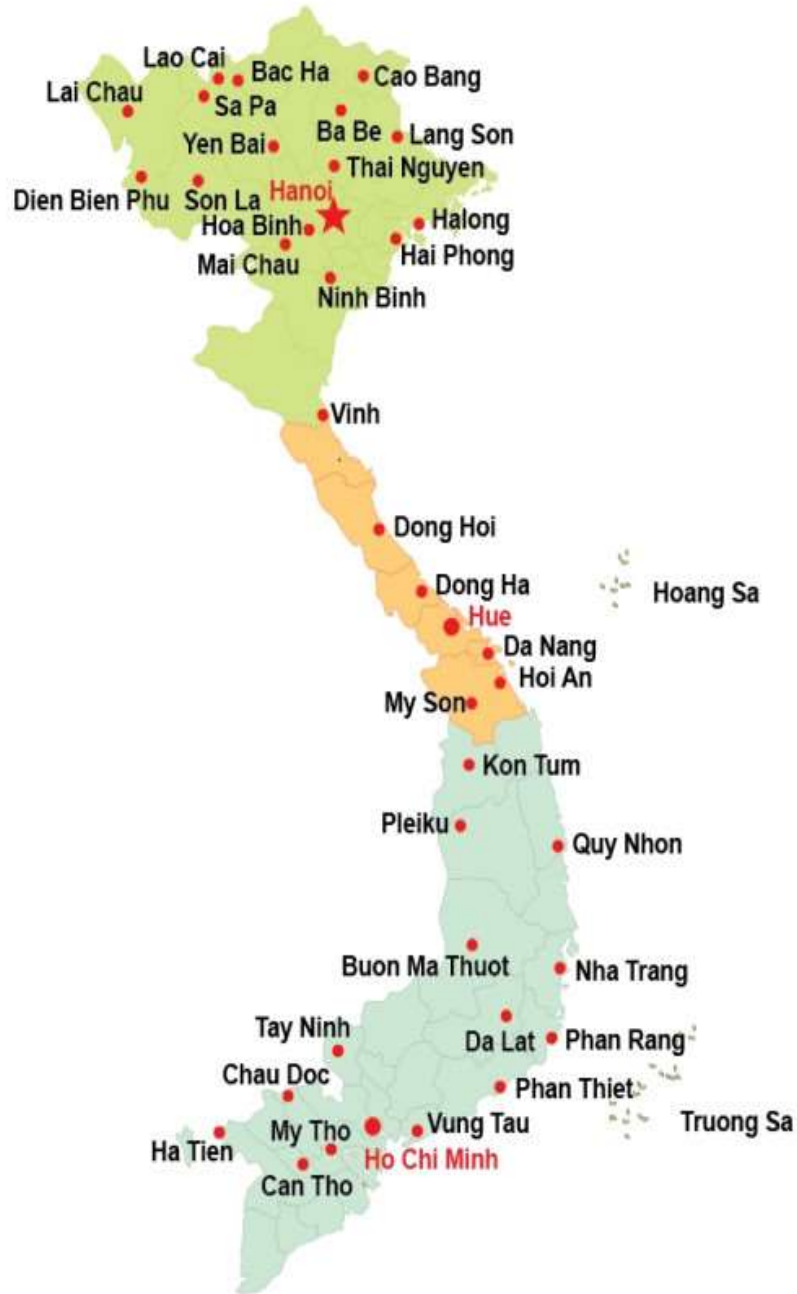 Lao Cai
Bac Ha
Cao Bang
Lai Chau
Sa Pa
Ba Be
Lang Son
Yen Bai
Thai Nguyen
Dien Bien Phu
Son La
Hanoi
Hoa Binh
Halong
Mai Chau
Hai Phong
Ninh Binh
Vinh
Dong Hoi
Dong Ha
Hoang Sa
Hue
Da Nang
Hoi An
My Son
Kon Tum
Pleiku
Quy Nhon
Buon Ma Thuot
Nha Trang
Tay Ninh
Da Lat
Phan Rang
Chau Doc
Phan Thiet
Truong Sa
My Tho
Vung Tau
Ha Tien
Ho Chi Minh
Can Tho